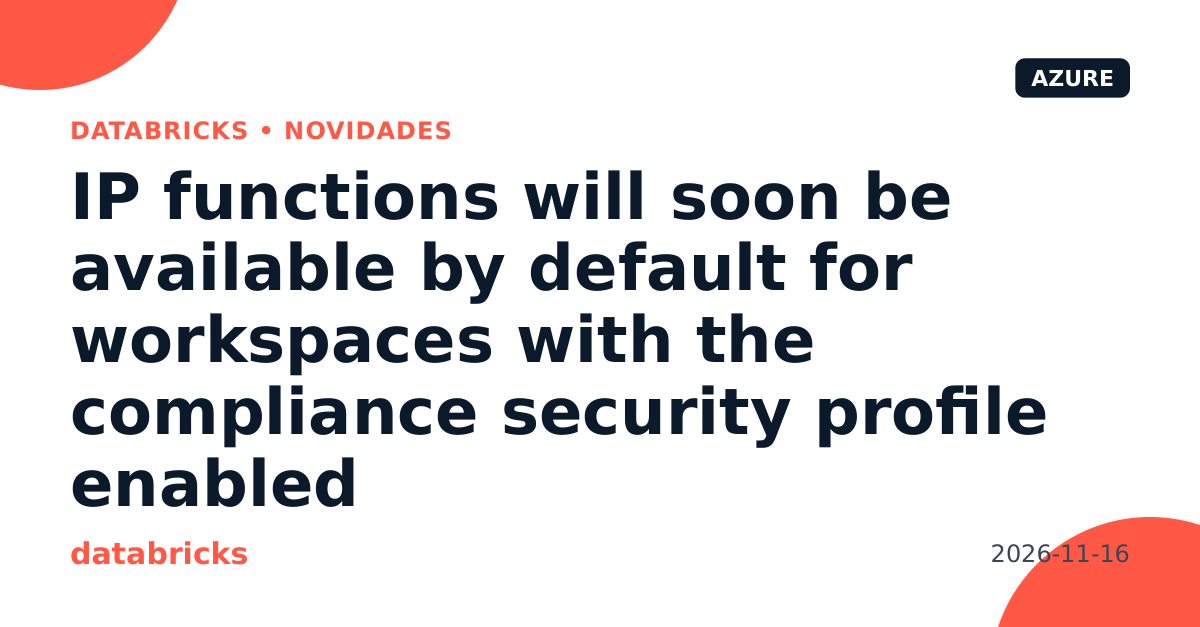 AZURE
DATABRICKS • NOVIDADES
IP functions will soon be
available by default for
workspaces with the
compliance security profile
enabled
databricks
2026-11-16